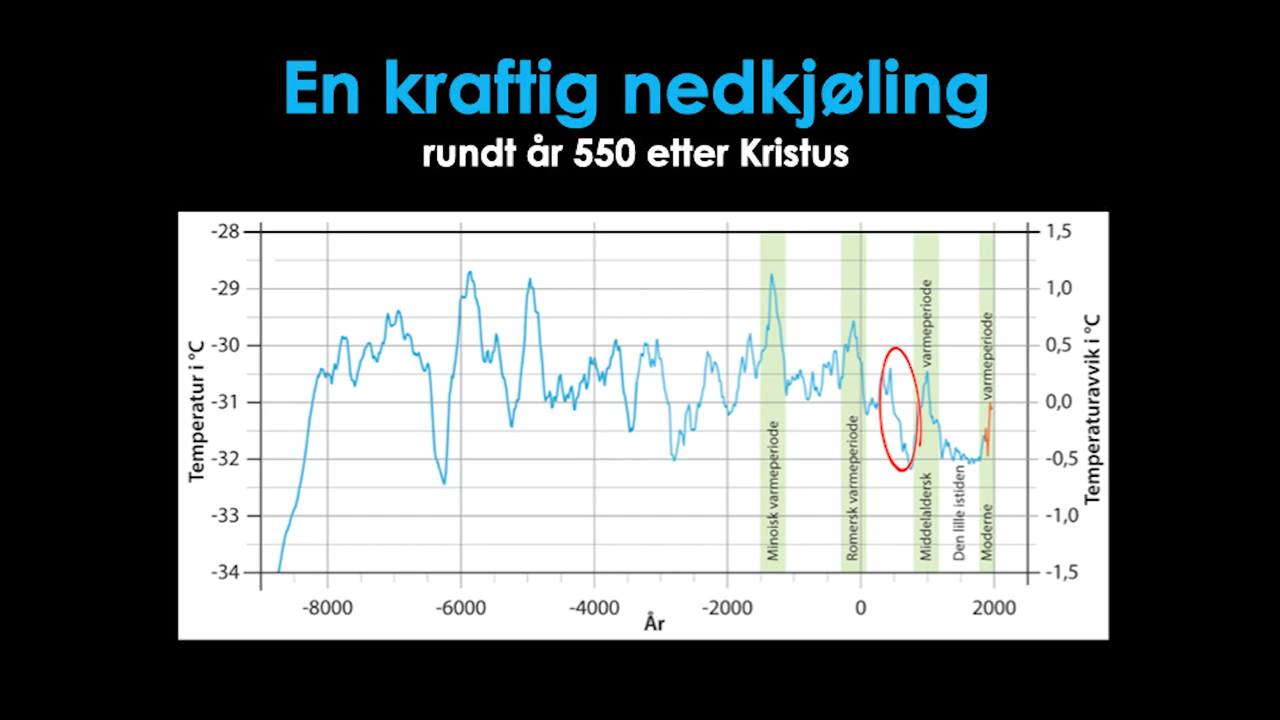 En kraftig nedkjøling
rundt år 550 etter Kristus
-28
-29
-30
-31
-32
-33
-34
Temperatur i °C
1,5
1,0
0,5
0,0
-0,5
-1,0
-1,5
Temperaturavvik i °C
Minoisk varmeperiode
Romersk varmeperiode
Middelaldersk varmeperiode
Den lille istiden
Moderne varmeperiode
-8000
-6000
-4000
-2000
0
2000
År